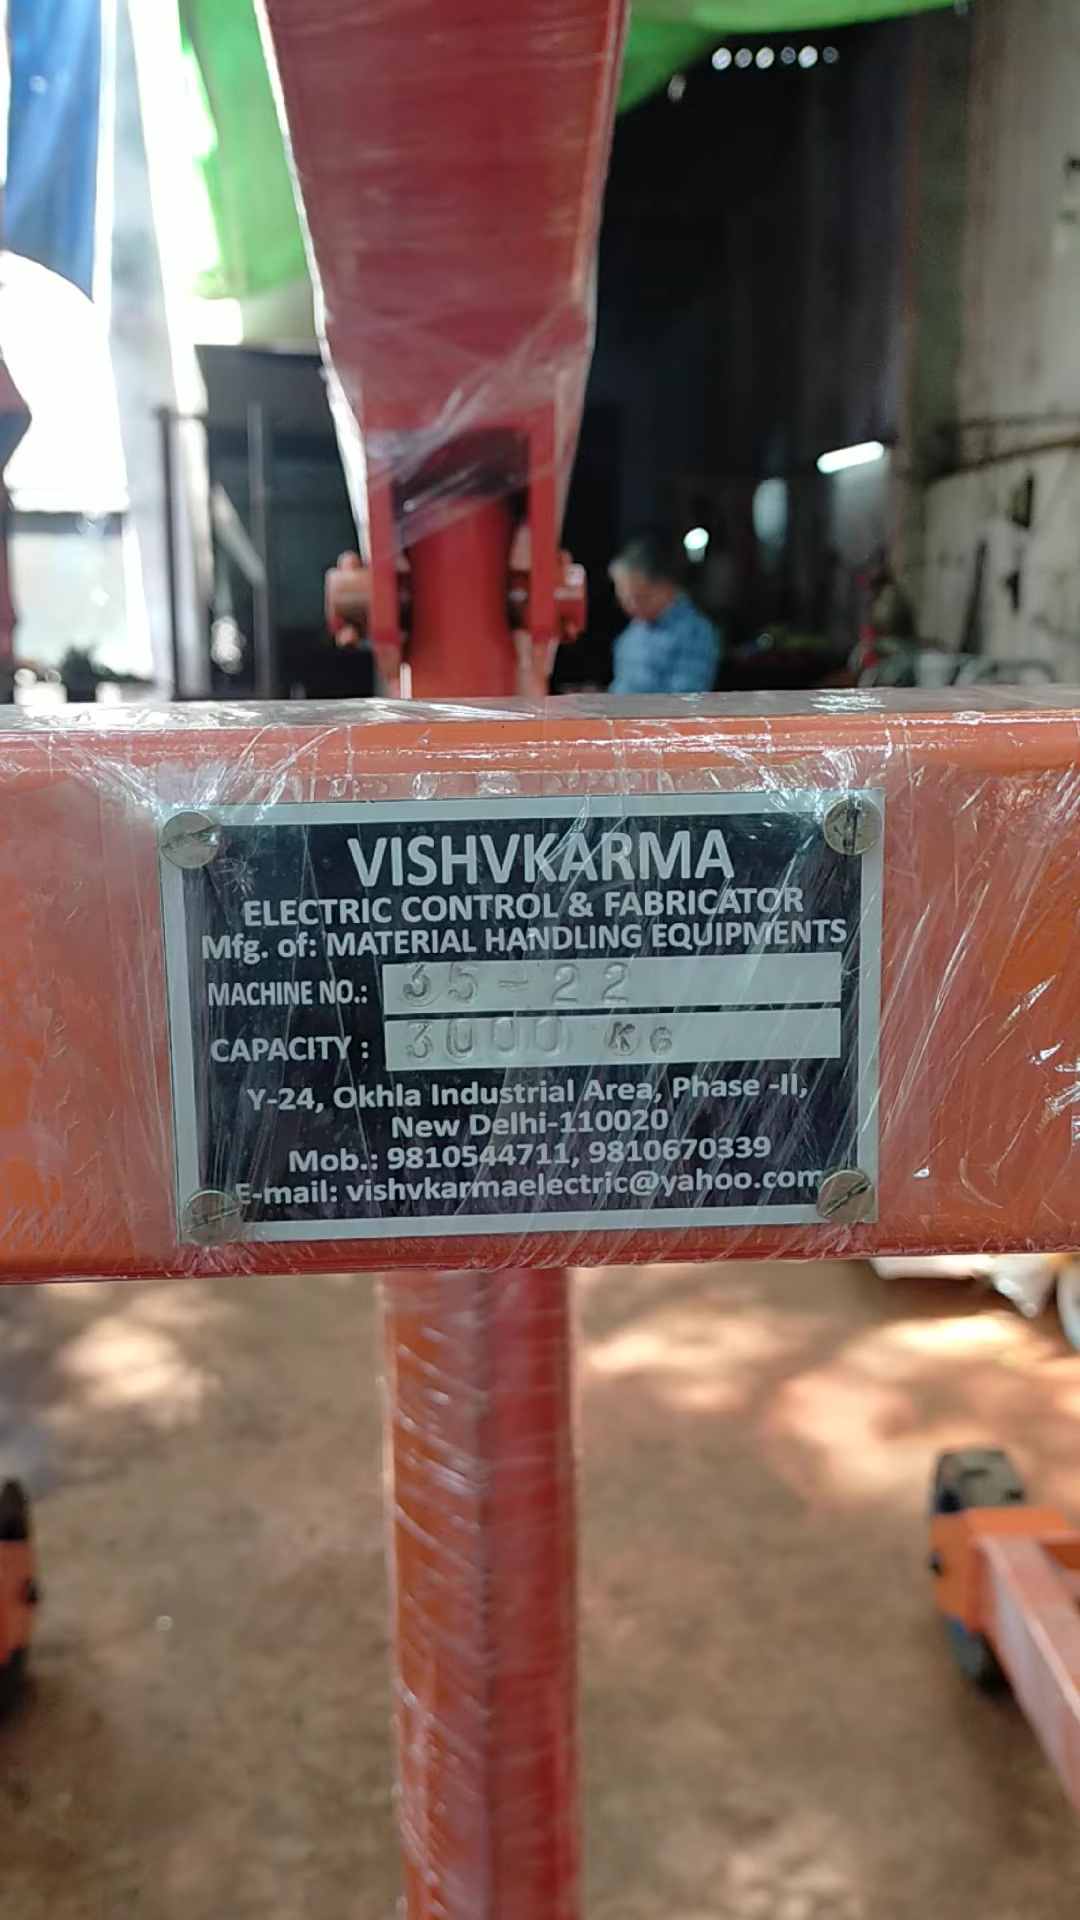 VISHVKARMA
ELECTRIC CONTROL & FABRICATOR
Mfg. of: MATERIAL HANDLING EQUIPMENTS
MACHINE NO.: 35-22
CAPACITY : 3000 KG
Y-24, Okhla Industrial Area, Phase -II,
New Delhi-110020
Mob.: 9810544711, 9810670339
E-mail: vishvkarmaelectric@yahoo.com